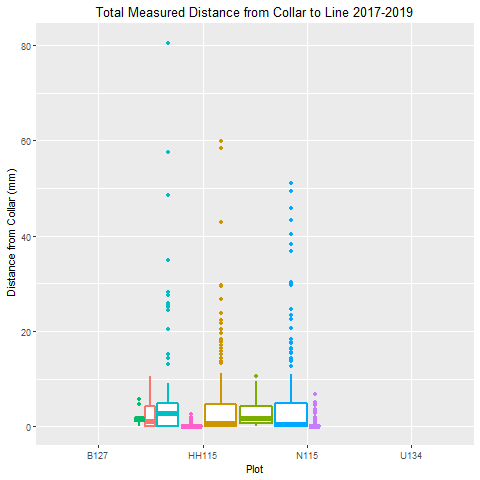 Total Measured Distance from Collar to Line 2017-2019
Distance from Collar (mm)
80
60
40
20
0
B127 HH115 N115 U134
Plot